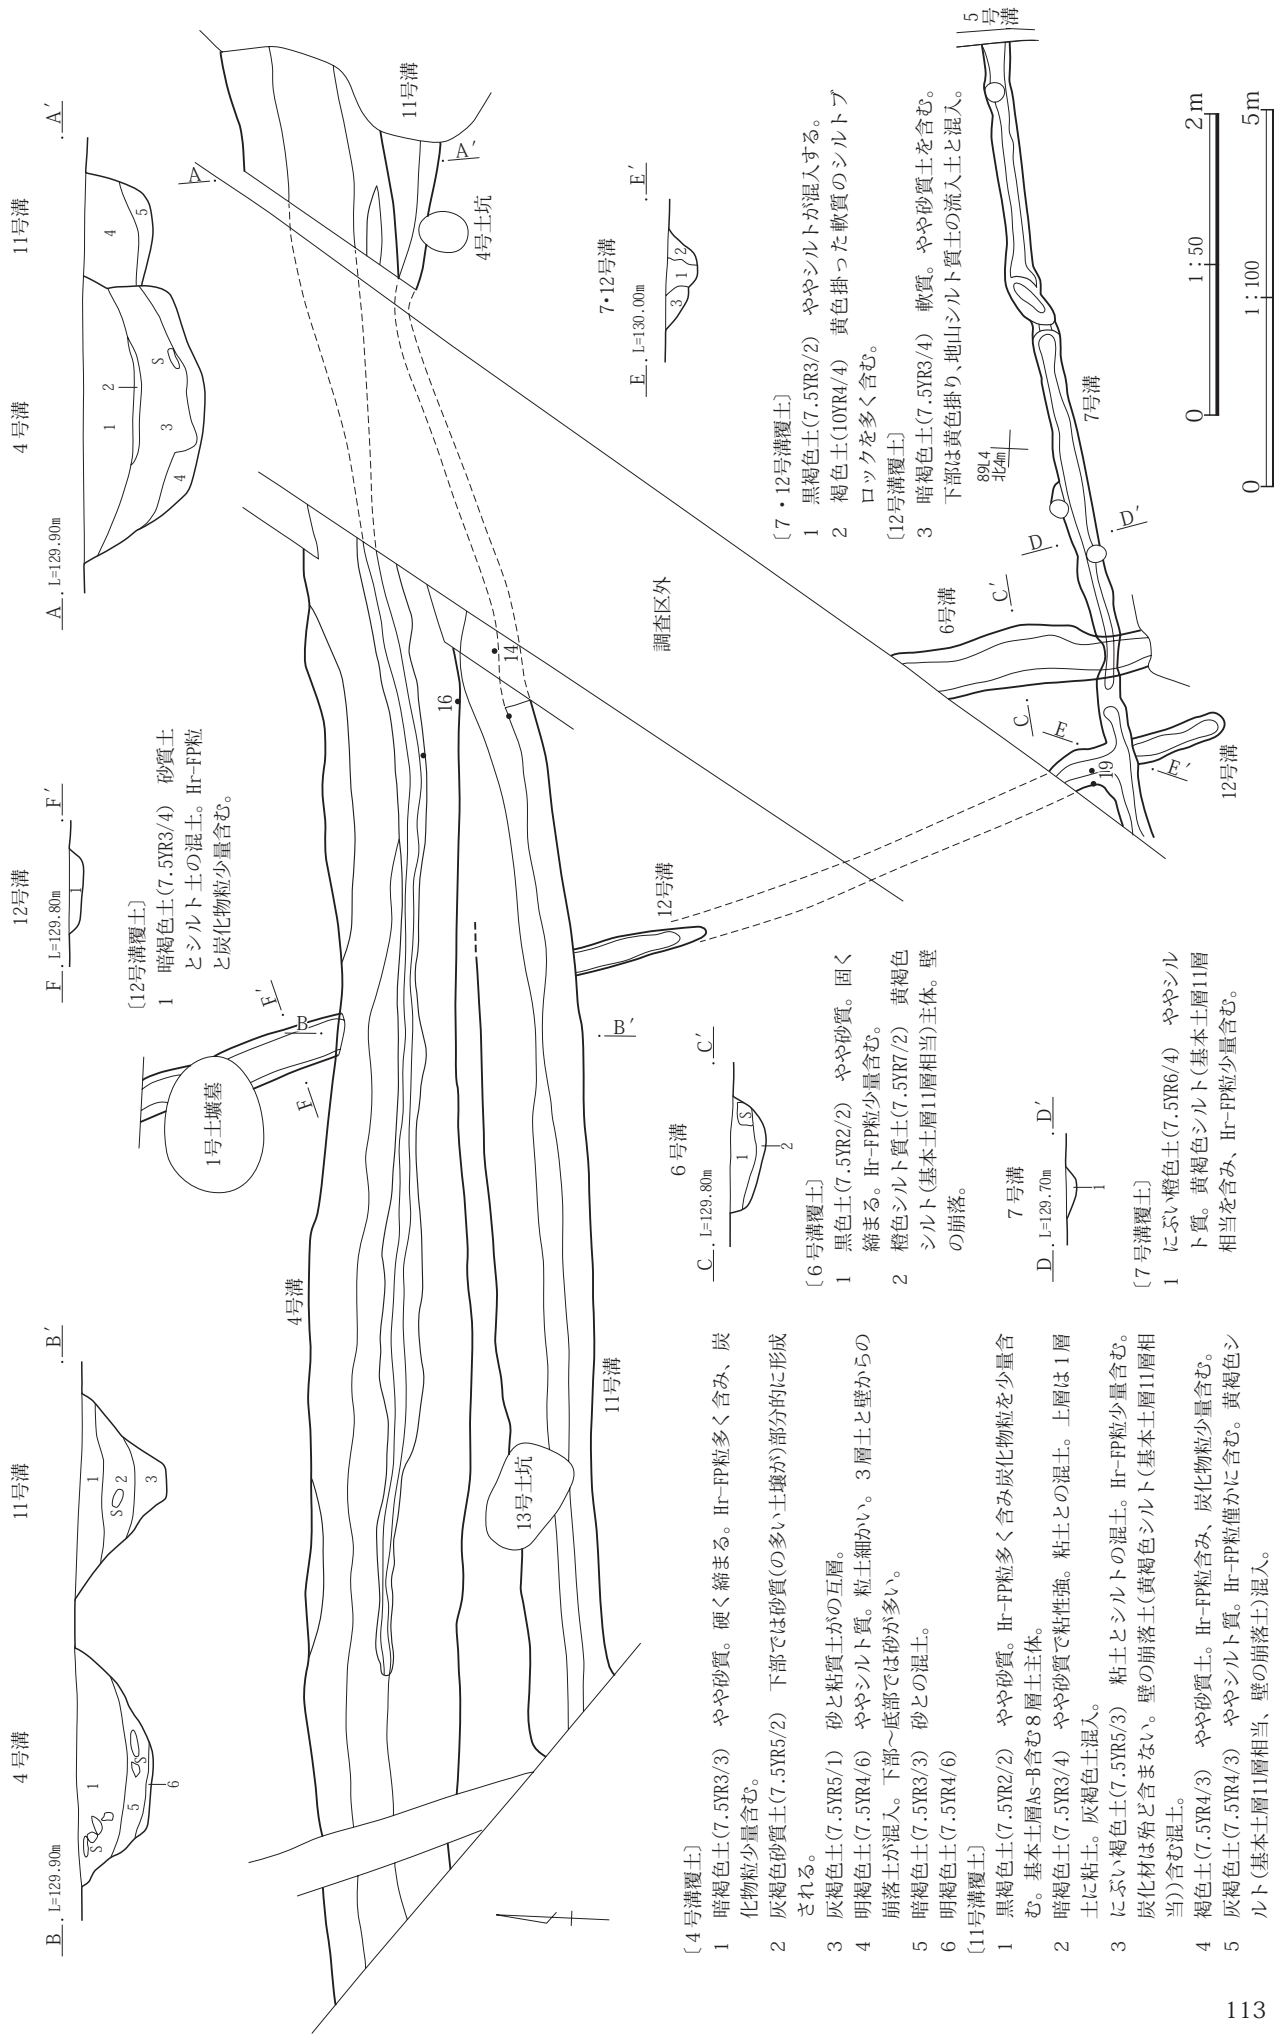 4号溝
11号溝
B . L=129.90m
. B′
1
S
5
S
6
1
S
2
3
12号溝
F . L=129.80m
. F′
1
〔12号溝覆土〕
1　暗褐色土(7.5YR3/4)　砂質土
とシルト土の混土。Hr-FP粒
と炭化物粒少量含む。
4号溝
11号溝
A . L=129.90m
. A′
1
2
3
S
4
4
5
4号溝
1号土壙墓
F
F′
B
B′
13号土坑
11号溝
12号溝
16
14
調査区外
A
A′
4号土坑
11号溝
〔4号溝覆土〕
1　暗褐色土(7.5YR3/3)　やや砂質。硬く締まる。Hr-FP粒多く含み、炭
化物粒少量含む。
2　灰褐色砂質土(7.5YR5/2)　下部では砂質(の多い土壌が)部分的に形成
される。
3　灰褐色土(7.5YR5/1)　砂と粘質土がの互層。
4　明褐色土(7.5YR4/6)　ややシルト質。粒土細かい。3層土と壁からの
崩落土が混入。下部～底部では砂が多い。
5　暗褐色土(7.5YR3/3)　砂との混土。
6　明褐色土(7.5YR4/6)
〔11号溝覆土〕
1　黒褐色土(7.5YR2/2)　やや砂質。Hr-FP粒多く含み炭化物粒を少量含
む。基本土層As-B含む8層土主体。
2　暗褐色土(7.5YR3/4)　やや砂質で粘性強。粘土との混土。上層は1層
土に粘土。灰褐色土混入。
3　にぶい褐色土(7.5YR5/3)　粘土とシルトの混土。Hr-FP粒少量含む。
炭化材は殆ど含まない。壁の崩落土(黄褐色シルト(基本土層11層相
当))含む混土。
4　褐色土(7.5YR4/3)　やや砂質土。Hr-FP粒含み、炭化物粒少量含む。
5　灰褐色土(7.5YR4/3)　ややシルト質。Hr-FP粒僅かに含む。黄褐色シ
ルト(基本土層11層相当、壁の崩落土)混入。
6号溝
C . L=129.80m
. C′
1
S
2
〔6号溝覆土〕
1　黒色土(7.5YR2/2)　やや砂質。固く
締まる。Hr-FP粒少量含む。
2　橙色シルト質土(7.5YR7/2)　黄褐色
シルト(基本土層11層相当)主体。壁
の崩落。
7号溝
D . L=129.70m
. D′
1
〔7号溝覆土〕
1　にぶい橙色土(7.5YR6/4)　ややシル
ト質。黄褐色シルト(基本土層11層
相当を含み、Hr-FP粒少量含む。
7・12号溝
E . L=130.00m
. E′
3
1
2
〔7・12号溝覆土〕
1　黒褐色土(7.5YR3/2)　ややシルトが混入する。
2　褐色土(10YR4/4)　黄色掛った軟質のシルトブ
ロックを多く含む。
〔12号溝覆土〕
3　暗褐色土(7.5YR3/4)　軟質。やや砂質土を含む。
下部は黄色掛り､地山シルト質土の流入土と混入。
89L4
北4m
6号溝
C
C′
D
D′
E
E′
19
12号溝
7号溝
5号溝
0
1：50
2m
0
1：100
5m
113